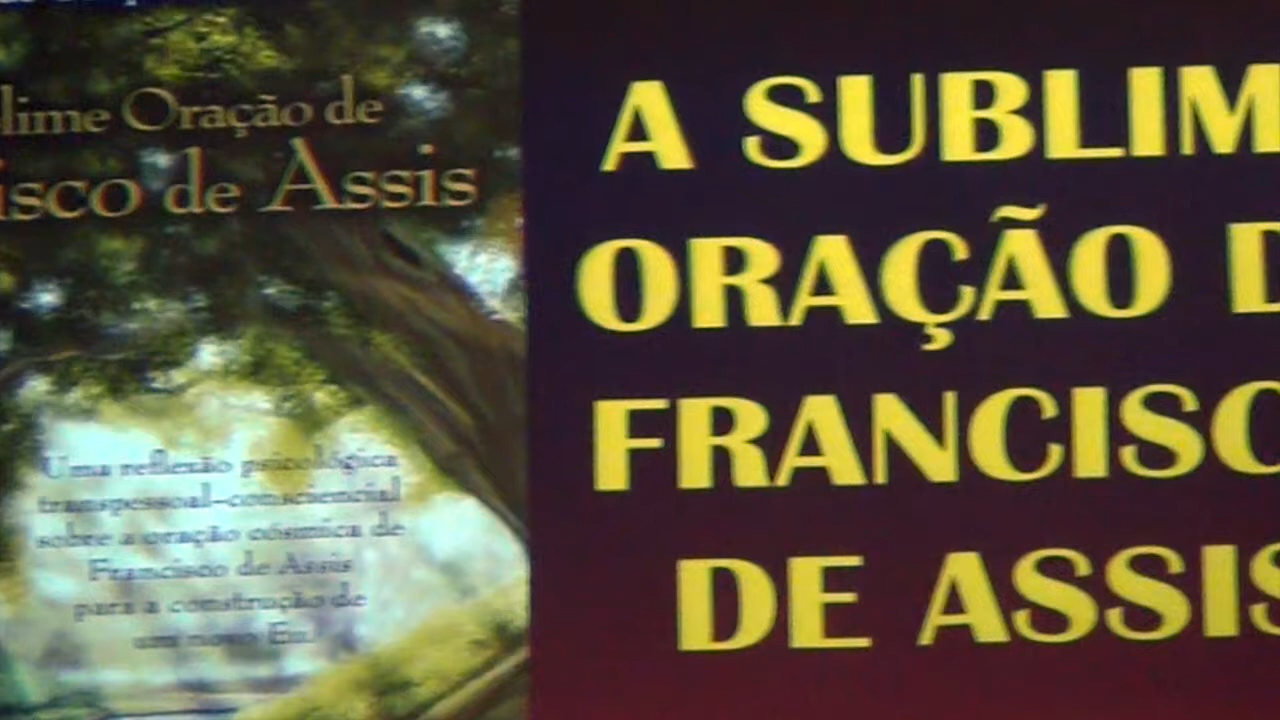 lime Oração de
isco de Assis
Uma reflexão psicológica
transpessoal-consciencial
sobre a oração cósmica de
Francisco de Assis
para a construção de
um novo Eu.
A SUBLIM
ORAÇÃO D
FRANCISC
DE ASSIS